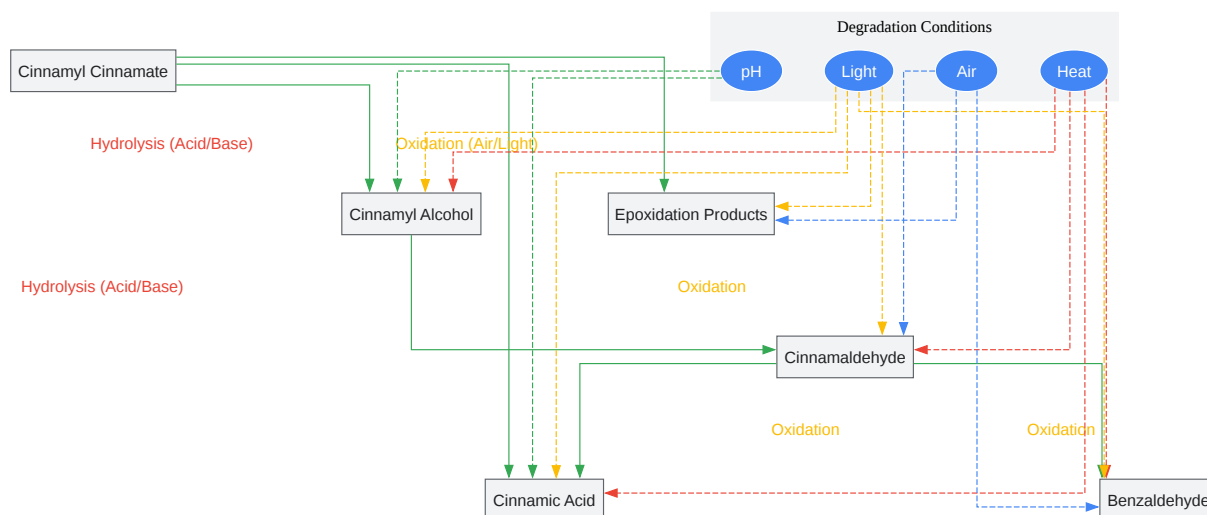 Degradation Conditions
Cinnamyl Cinnamate
pH
Light
Air
Heat
Hydrolysis (Acid/Base)
Oxidation (Air/Light)
Cinnamyl Alcohol
Epoxidation Products
Hydrolysis (Acid/Base)
Oxidation
Cinnamaldehyde
Oxidation
Oxidation
Cinnamic Acid
Benzaldehyde